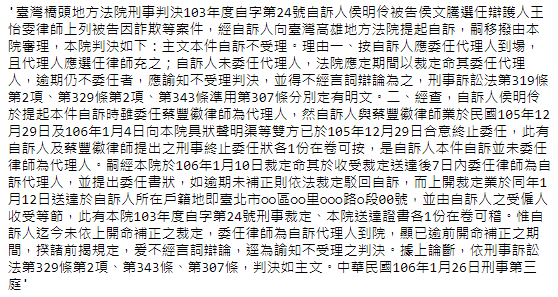 '臺灣橋頭地方法院刑事判決103年度自字第24號自訴人侯明伶被告侯文騰選任辯護人王
怡雯律師上列被告因詐欺等案件，經自訴人向臺灣高雄地方法院提起自訴，嗣移撥由本
院審理，本院判決如下：主文本件自訴不受理。理由一、按自訴人應委任代理人到場，
且代理人應選任律師充之；自訴人未委任代理人，法院應定期間以裁定命其委任代理
人，逾期仍不委任者，應諭知不受理判決，並得不經言詞辯論為之，刑事訴訟法第319條
第2項、第329條第2項、第343條準用第307條分別定有明文。二、經查，自訴人侯明伶
於提起本件自訴時雖委任蔡豐徽律師為代理人，然自訴人與蔡豐徽律師業於民國105年12
月29日及106年1月4日向本院具狀聲明渠等雙方已於105年12月29日合意終止委任，此有
自訴人及蔡豐徽律師提出之刑事終止委任狀各1份在卷可按，是自訴人本件自訴並未委任
律師為代理人。嗣經本院於106年1月10日裁定命其於收受裁定送達後7日內委任律師為自
訴代理人，並提出委任書狀，如逾期未補正則依法裁定駁回自訴，而上開裁定業於同年1
月12日送達於自訴人所在戶籍地即臺北市oo區oo里ooo路o段00號，並由自訴人之受僱人
收受等節，此有本院103年度自字第24號刑事裁定、本院送達證書各1份在卷可稽。惟自
訴人迄今未依上開命補正之裁定，委任律師為自訴代理人到院，顯已逾前開命補正之期
間，揆諸前揭規定，爰不經言詞辯論，逕為諭知不受理之判決。據上論斷，依刑事訴訟
法第329條第2項、第343條、第307條，判決如主文。中華民國106年1月26日刑事第三
庭'